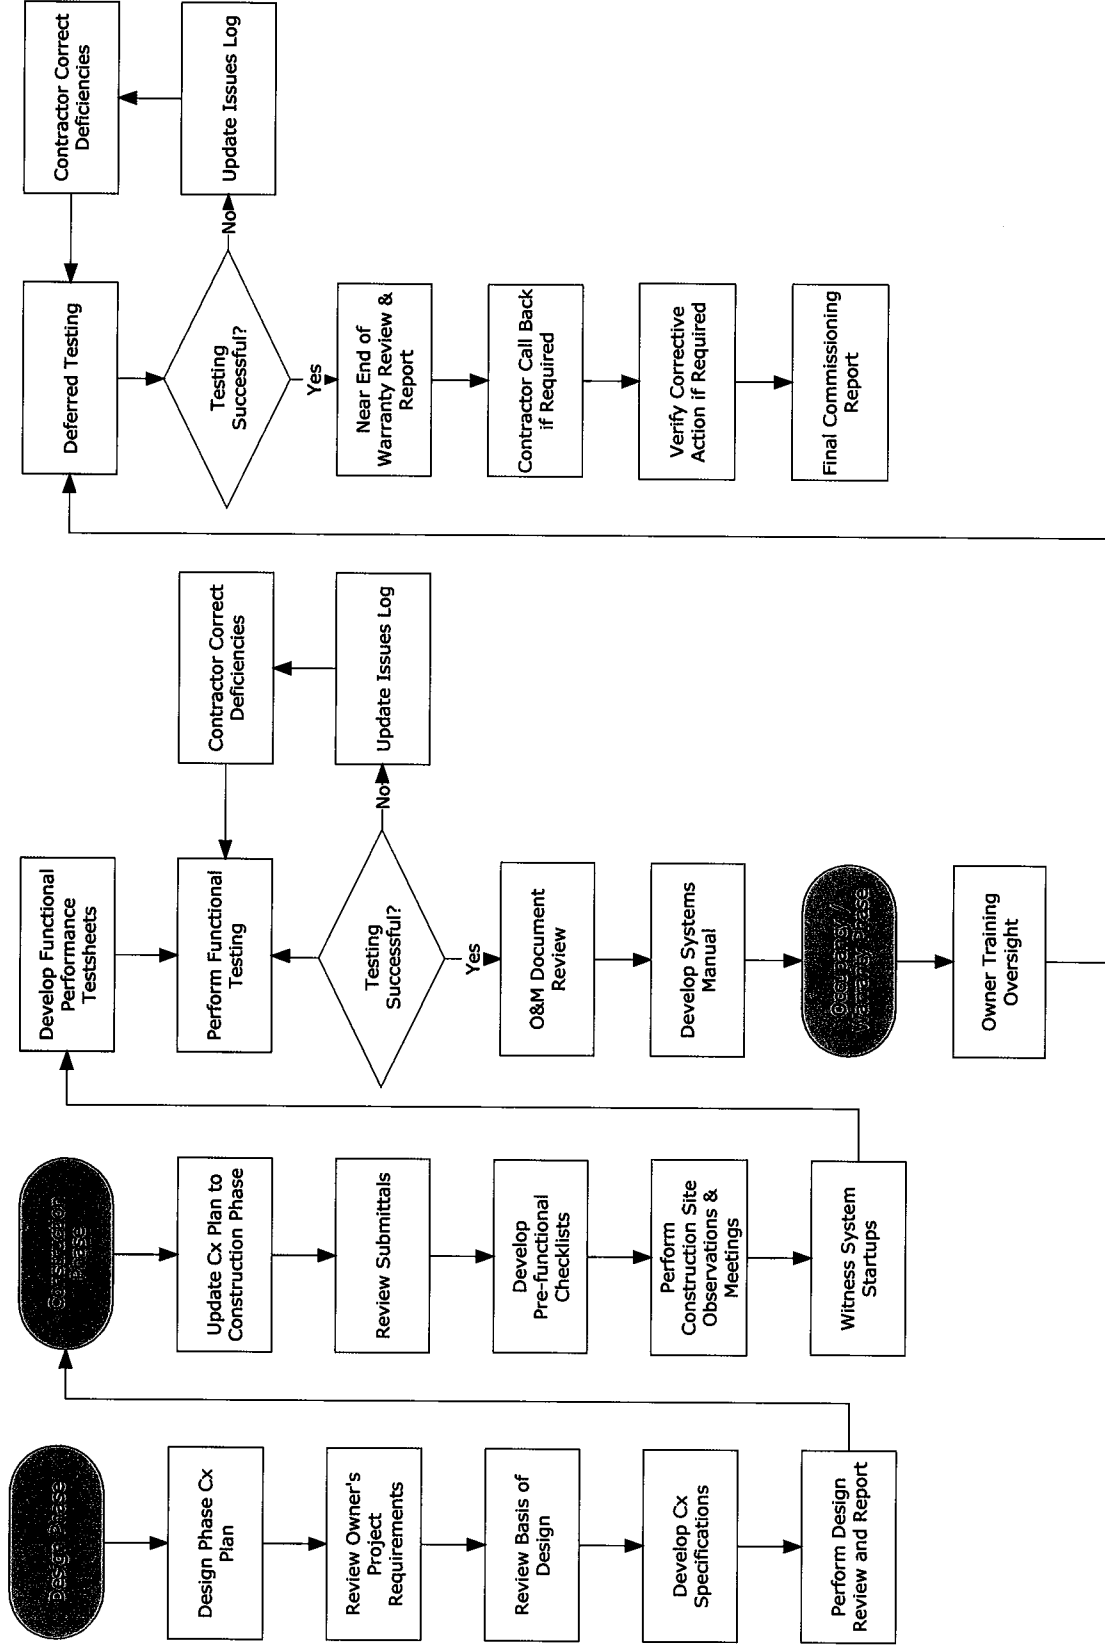 Design Phase
Design Phase Cx
Plan
Review Owner's
Project
Requirements
Review Basis of
Design
Develop Cx
Specifications
Perform Design
Review and Report
Construction
Phase
Update Cx Plan to
Construction Phase
Review Submittals
Develop
Pre-functional
Checklists
Perform
Construction Site
Observations &
Meetings
Witness System
Startups
Develop Functional
Performance
Testsheets
Perform Functional
Testing
Testing
Successful?
No
Yes
Update Issues Log
Contractor Correct
Deficiencies
O&M Document
Review
Develop Systems
Manual
Occupancy /
Warranty Phase
Owner Training
Oversight
Deferred Testing
Testing
Successful?
No
Yes
Update Issues Log
Contractor Correct
Deficiencies
Near End of
Warranty Review &
Report
Contractor Call Back
if Required
Verify Corrective
Action if Required
Final Commissioning
Report